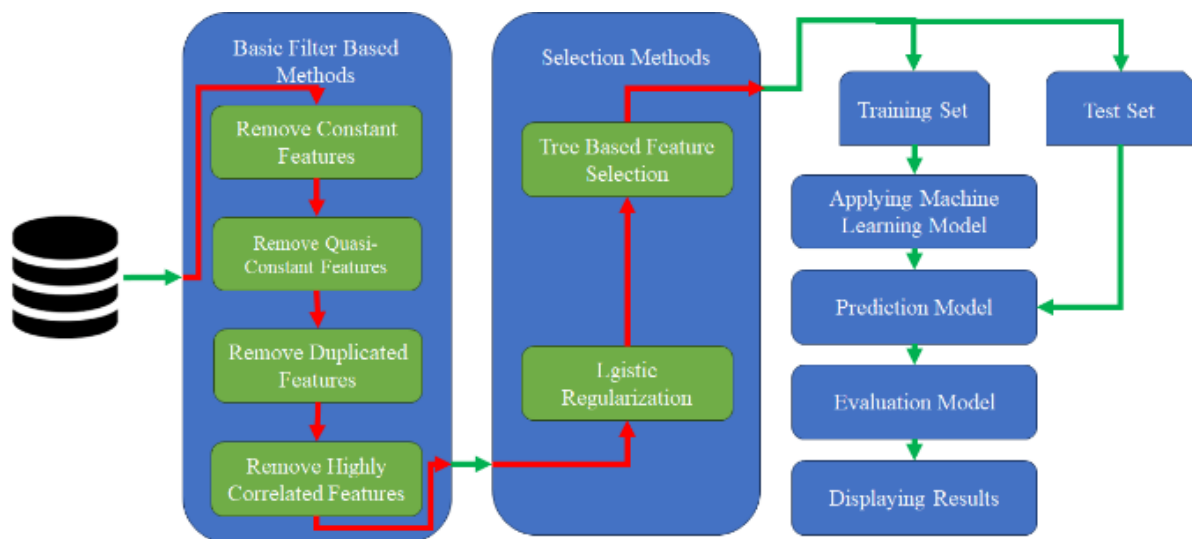 Basic Filter Based
Methods
Remove Constant
Features
Remove Quasi-
Constant Features
Remove Duplicated
Features
Remove Highly
Correlated Features
Selection Methods
Tree Based Feature
Selection
Lgistic
Regularization
Training Set
Test Set
Applying Machine
Learning Model
Prediction Model
Evaluation Model
Displaying Results